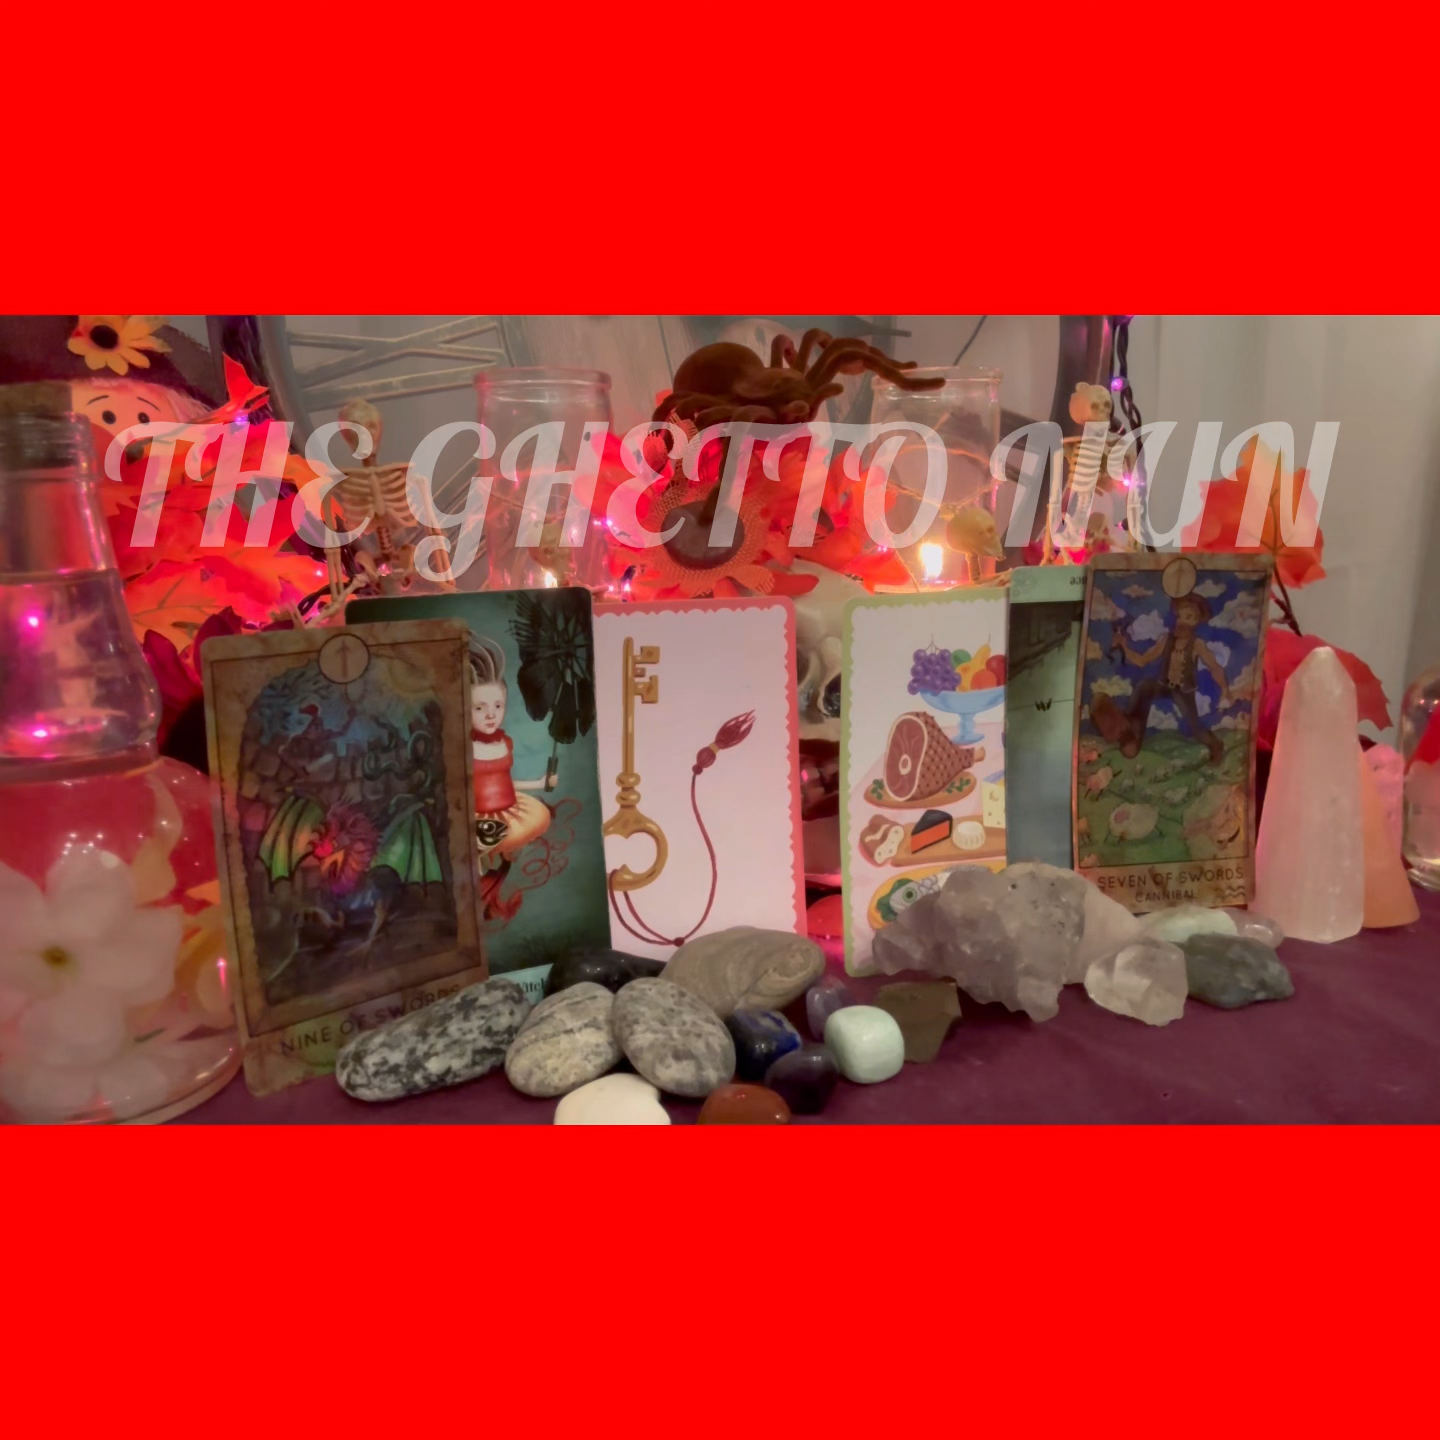 THE GHETTO NUN
NINE OF SWORDS
SEVEN OF SWORDS
CANNIBAL